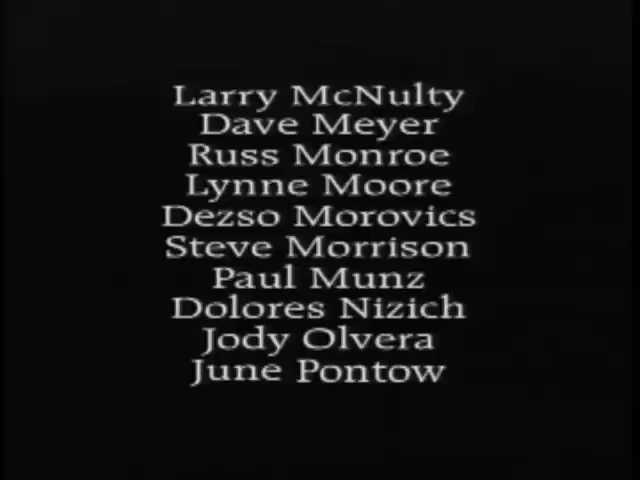 Larry McNulty
Dave Meyer
Russ Monroe
Lynne Moore
Dezso Morovics
Steve Morrison
Paul Munz
Dolores Nizich
Jody Olvera
June Pontow